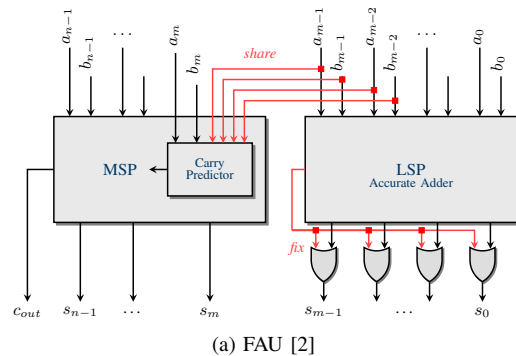 a_{n-1} b_{n-1} ... a_m b_m a_{m-1} b_{m-1} a_{m-2} b_{m-2} ... a_0 b_0
share
MSP
Carry
Predictor
LSP
Accurate Adder
fix
c_{out} s_{n-1} ... s_m s_{m-1} ... s_0
(a) FAU [2]